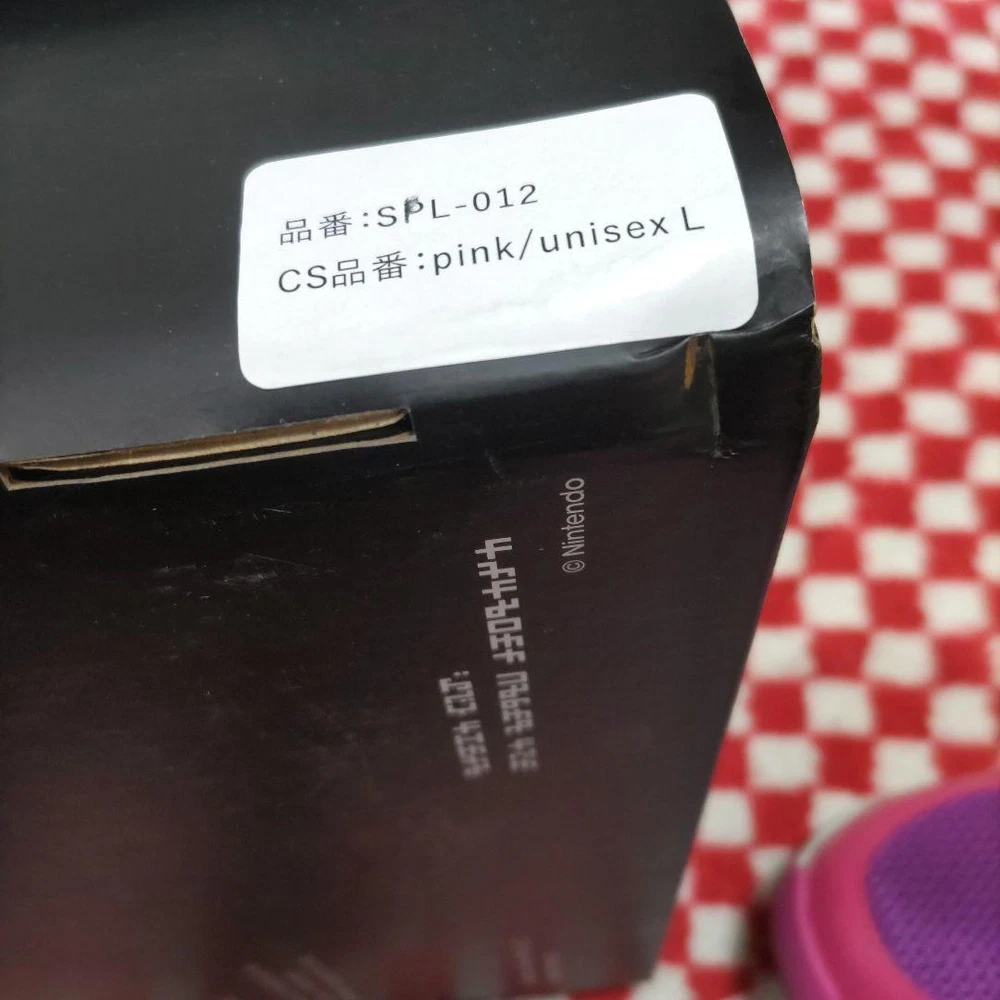 品番:SPL-012
CS品番:pink/unisex L
©Nintendo